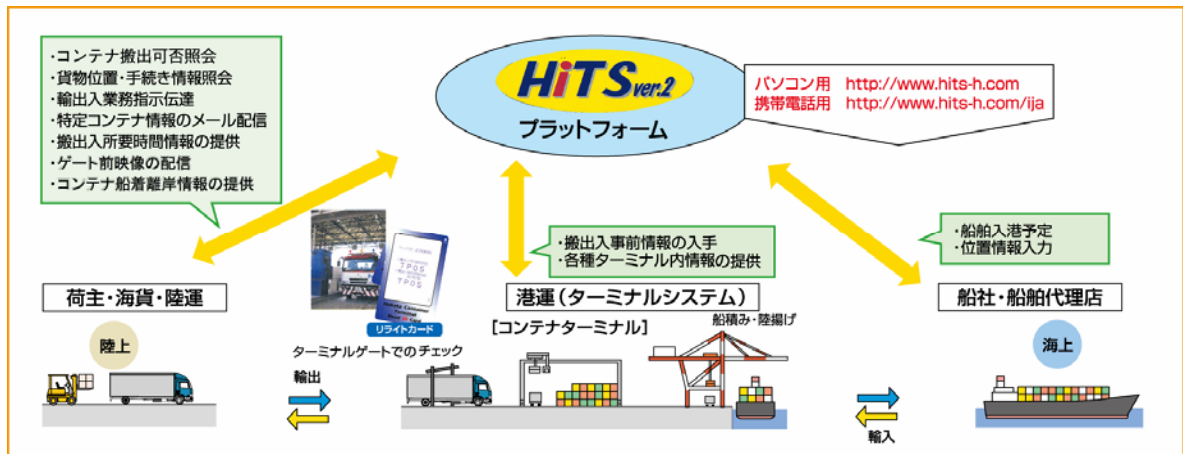 ・コンテナ搬出可否照会
・貨物位置・手続き情報照会
・輸出入業務指示伝達
・特定コンテナ情報のメール配信
・搬出入所要時間情報の提供
・ゲート前映像の配信
・コンテナ船着離岸情報の提供
HiTS ver.2
プラットフォーム
パソコン用 http://www.hits-h.com
携帯電話用 http://www.hits-h.com/ija
・搬出入事前情報の入手
・各種ターミナル内情報の提供
・船舶入港予定
・位置情報入力
荷主・海貨・陸運
陸上
TPOS
TPOS
リライトカード
ターミナルゲートでのチェック
港運（ターミナルシステム）
[コンテナターミナル]
船積み・陸揚げ
船社・船舶代理店
海上
輸出
輸入